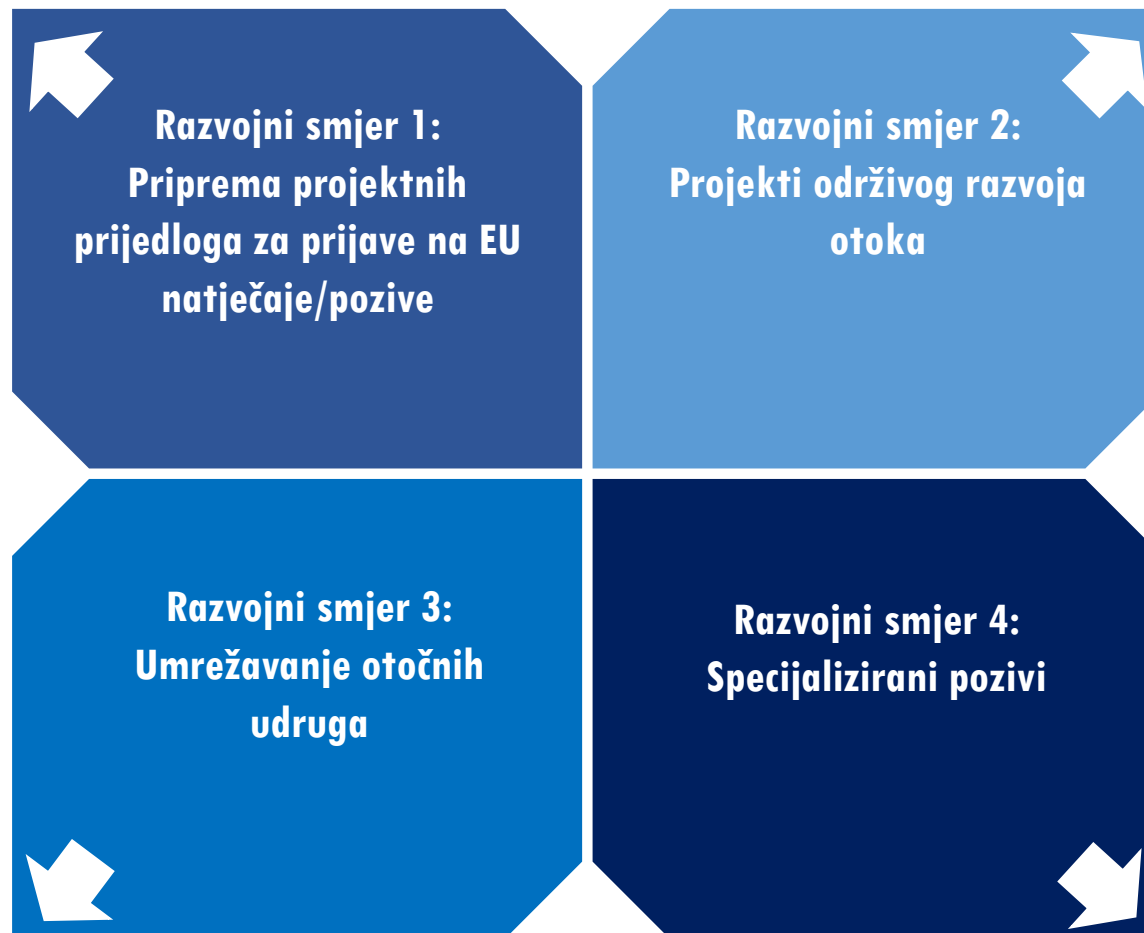 Razvojni smjer 1:
Priprema projektnih
prijedloga za prijave na EU
natječaje/pozive
Razvojni smjer 2:
Projekti održivog razvoja
otoka
Razvojni smjer 3:
Umrežavanje otočnih
udruga
Razvojni smjer 4:
Specijalizirani pozivi